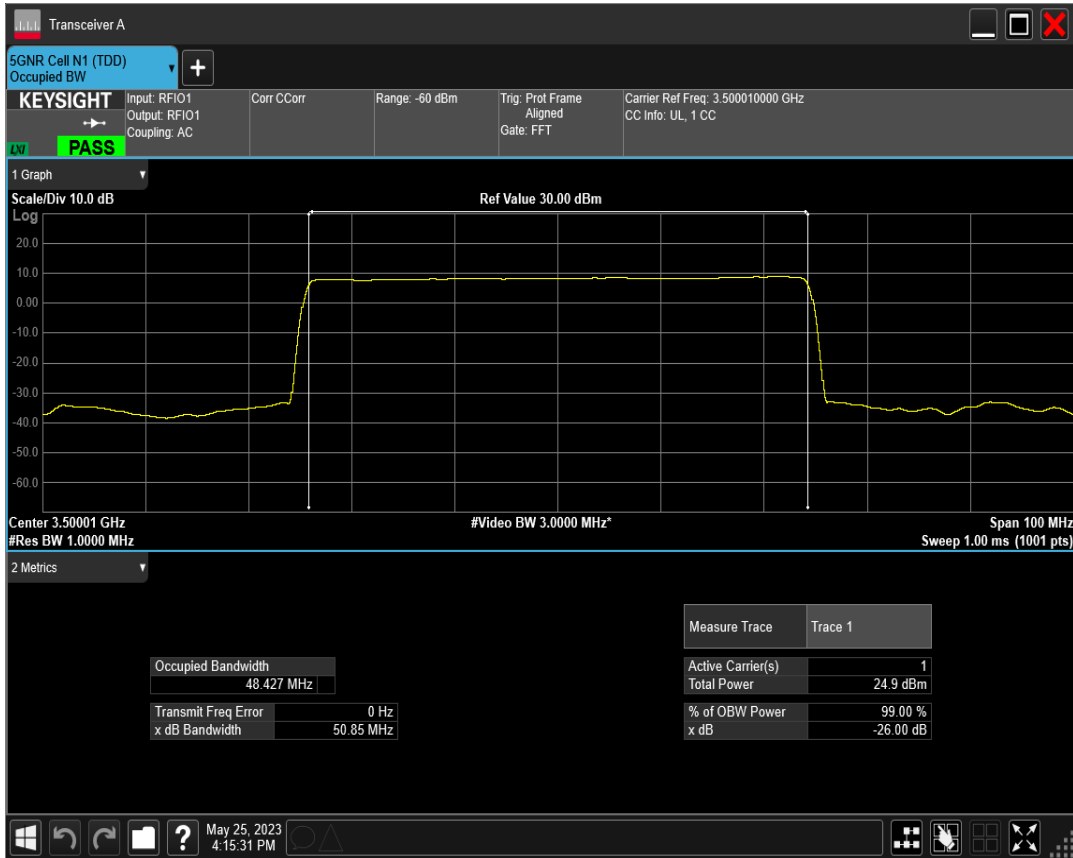 Transceiver A
5GNR Cell N1 (TDD)
Occupied BW
+
KEYSIGHT
LXI
PASS
Input: RFIO1
Output: RFIO1
Coupling: AC
Corr CCorr
Range: -60 dBm
Trig: Prot Frame
Aligned
Gate: FFT
Carrier Ref Freq: 3.500010000 GHz
CC Info: UL, 1 CC
1 Graph
Scale/Div 10.0 dB
Ref Value 30.00 dBm
Log
20.0
10.0
0.00
-10.0
-20.0
-30.0
-40.0
-50.0
-60.0
Center 3.50001 GHz
#Video BW 3.0000 MHz*
Span 100 MHz
#Res BW 1.0000 MHz
Sweep 1.00 ms (1001 pts)
2 Metrics
Measure Trace Trace 1
Occupied Bandwidth
48.427 MHz
Active Carrier(s) 1
Total Power 24.9 dBm
Transmit Freq Error 0 Hz
x dB Bandwidth 50.85 MHz
% of OBW Power 99.00 %
x dB -26.00 dB
?
May 25, 2023
4:15:31 PM